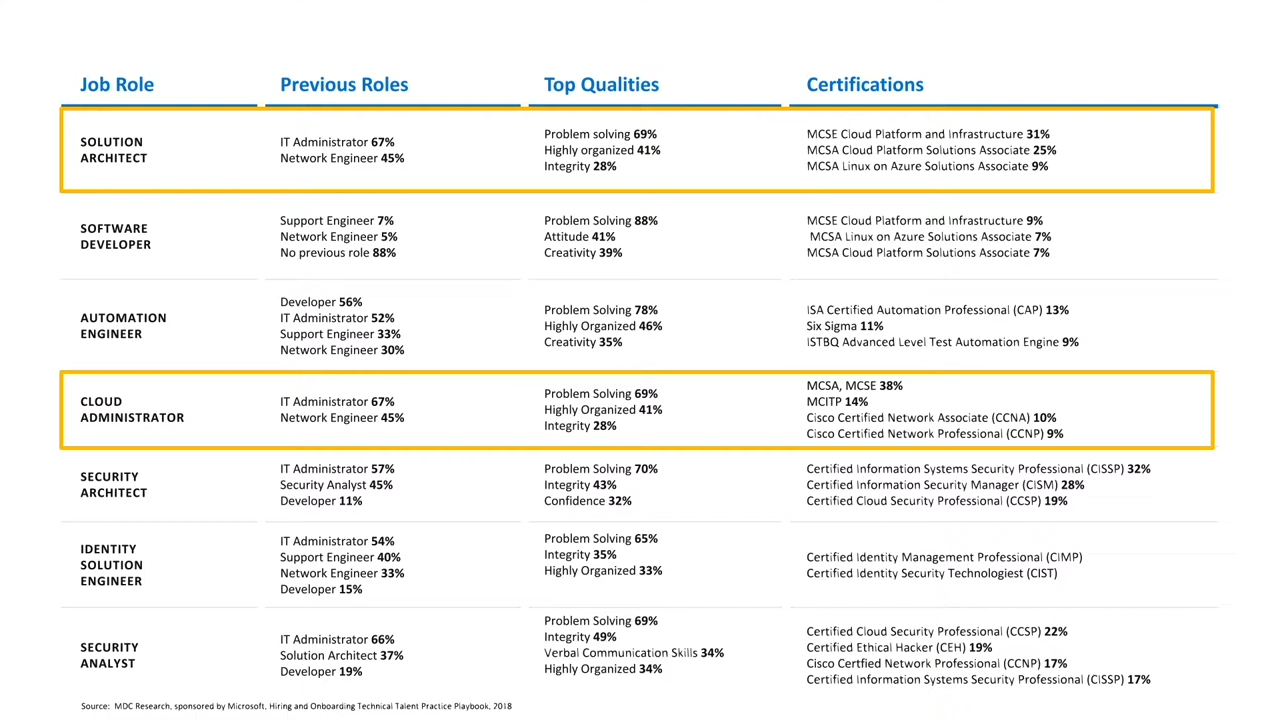 Job Role
Previous Roles
Top Qualities
Certifications
SOLUTION
ARCHITECT
IT Administrator 67%
Network Engineer 45%
Problem solving 69%
Highly organized 41%
Integrity 28%
MCSE Cloud Platform and Infrastructure 31%
MCSA Cloud Platform Solutions Associate 25%
MCSA Linux on Azure Solutions Associate 9%
SOFTWARE
DEVELOPER
Support Engineer 7%
Network Engineer 5%
No previous role 88%
Problem Solving 88%
Attitude 41%
Creativity 39%
MCSE Cloud Platform and Infrastructure 9%
MCSA Linux on Azure Solutions Associate 7%
MCSA Cloud Platform Solutions Associate 7%
AUTOMATION
ENGINEER
Developer 56%
IT Administrator 52%
Support Engineer 33%
Network Engineer 30%
Problem Solving 78%
Highly Organized 46%
Creativity 35%
ISA Certified Automation Professional (CAP) 13%
Six Sigma 11%
ISTBQ Advanced Level Test Automation Engine 9%
CLOUD
ADMINISTRATOR
IT Administrator 67%
Network Engineer 45%
Problem Solving 69%
Highly Organized 41%
Integrity 28%
MCSA, MCSE 38%
MCITP 14%
Cisco Certified Network Associate (CCNA) 10%
Cisco Certified Network Professional (CCNP) 9%
SECURITY
ARCHITECT
IT Administrator 57%
Security Analyst 45%
Developer 11%
Problem Solving 70%
Integrity 43%
Confidence 32%
Certified Information Systems Security Professional (CISSP) 32%
Certified Information Security Manager (CISM) 28%
Certified Cloud Security Professional (CCSP) 19%
IDENTITY
SOLUTION
ENGINEER
IT Administrator 54%
Support Engineer 40%
Network Engineer 33%
Developer 15%
Problem Solving 65%
Integrity 35%
Highly Organized 33%
Certified Identity Management Professional (CIMP)
Certified Identity Security Technologiest (CIST)
SECURITY
ANALYST
IT Administrator 66%
Solution Architect 37%
Developer 19%
Problem Solving 69%
Integrity 49%
Verbal Communication Skills 34%
Highly Organized 34%
Certified Cloud Security Professional (CCSP) 22%
Certified Ethical Hacker (CEH) 19%
Cisco Certfied Network Professional (CCNP) 17%
Certified Information Systems Security Professional (CISSP) 17%
Source: MDC Research, sponsored by Microsoft, Hiring and Onboarding Technical Talent Practice Playbook, 2018